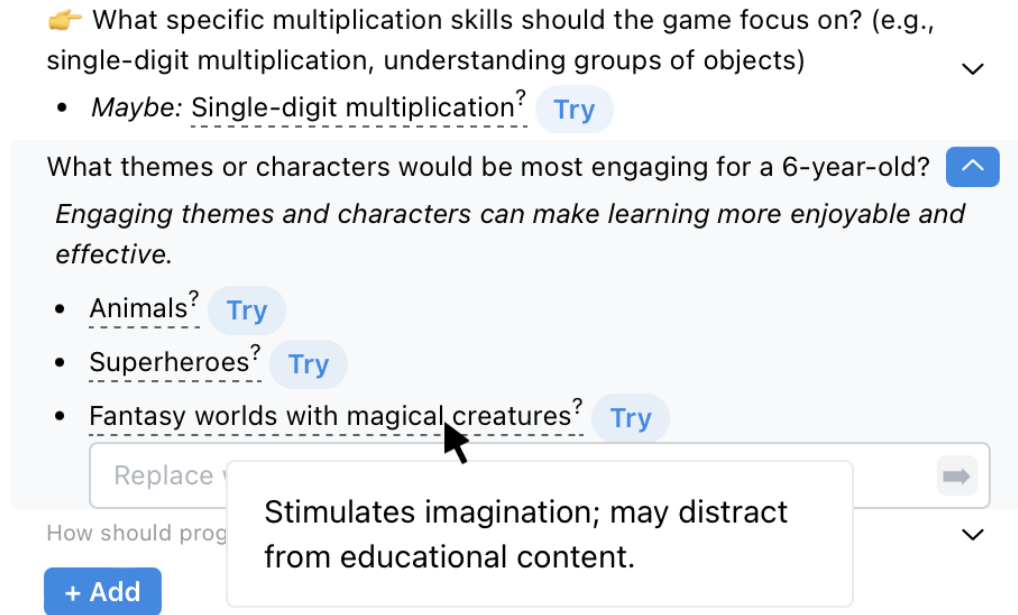 👉 What specific multiplication skills should the game focus on? (e.g.,
single-digit multiplication, understanding groups of objects)
• Maybe: Single-digit multiplication? Try
What themes or characters would be most engaging for a 6-year-old?
Engaging themes and characters can make learning more enjoyable and
effective.
• Animals? Try
• Superheroes? Try
• Fantasy worlds with magical creatures? Try
Replace
Stimulates imagination; may distract
from educational content.
How should
+ Add